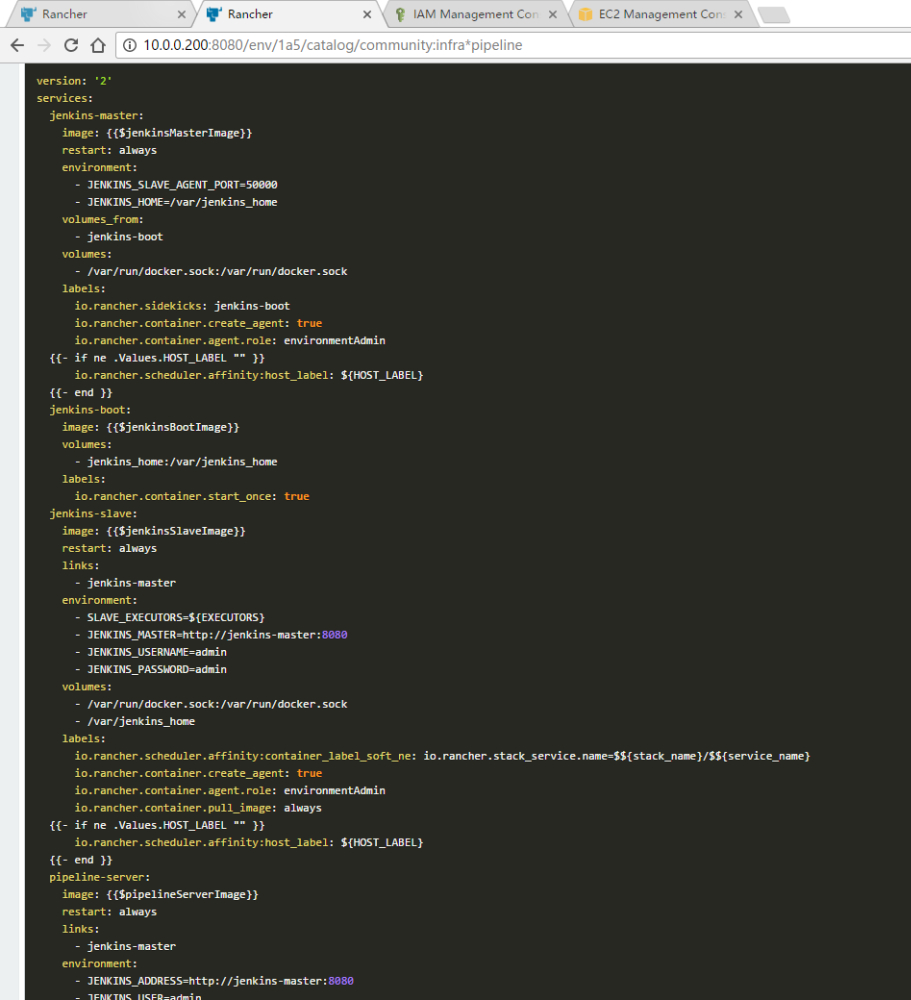 Rancher
Rancher
IAM Management Con
EC2 Management Cons
10.0.0.200:8080/env/1a5/catalog/community:infra*pipeline
version: '2'
services:
  jenkins-master:
    image: {{$jenkinsMasterImage}}
    restart: always
    environment:
      - JENKINS_SLAVE_AGENT_PORT=50000
      - JENKINS_HOME=/var/jenkins_home
    volumes_from:
      - jenkins-boot
    volumes:
      - /var/run/docker.sock:/var/run/docker.sock
    labels:
      io.rancher.sidekicks: jenkins-boot
      io.rancher.container.create_agent: true
      io.rancher.container.agent.role: environmentAdmin
  {{- if ne .Values.HOST_LABEL "" }}
      io.rancher.scheduler.affinity:host_label: ${HOST_LABEL}
  {{- end }}
  jenkins-boot:
    image: {{$jenkinsBootImage}}
    volumes:
      - jenkins_home:/var/jenkins_home
    labels:
      io.rancher.container.start_once: true
  jenkins-slave:
    image: {{$jenkinsSlaveImage}}
    restart: always
    links:
      - jenkins-master
    environment:
      - SLAVE_EXECUTORS=${EXECUTORS}
      - JENKINS_MASTER=http://jenkins-master:8080
      - JENKINS_USERNAME=admin
      - JENKINS_PASSWORD=admin
    volumes:
      - /var/run/docker.sock:/var/run/docker.sock
      - /var/jenkins_home
    labels:
      io.rancher.scheduler.affinity:container_label_soft_ne: io.rancher.stack_service.name=$${stack_name}/$${service_name}
      io.rancher.container.create_agent: true
      io.rancher.container.agent.role: environmentAdmin
      io.rancher.container.pull_image: always
  {{- if ne .Values.HOST_LABEL "" }}
      io.rancher.scheduler.affinity:host_label: ${HOST_LABEL}
  {{- end }}
  pipeline-server:
    image: {{$pipelineServerImage}}
    restart: always
    links:
      - jenkins-master
    environment:
      - JENKINS_ADDRESS=http://jenkins-master:8080
      - JENKINS_USER=admin